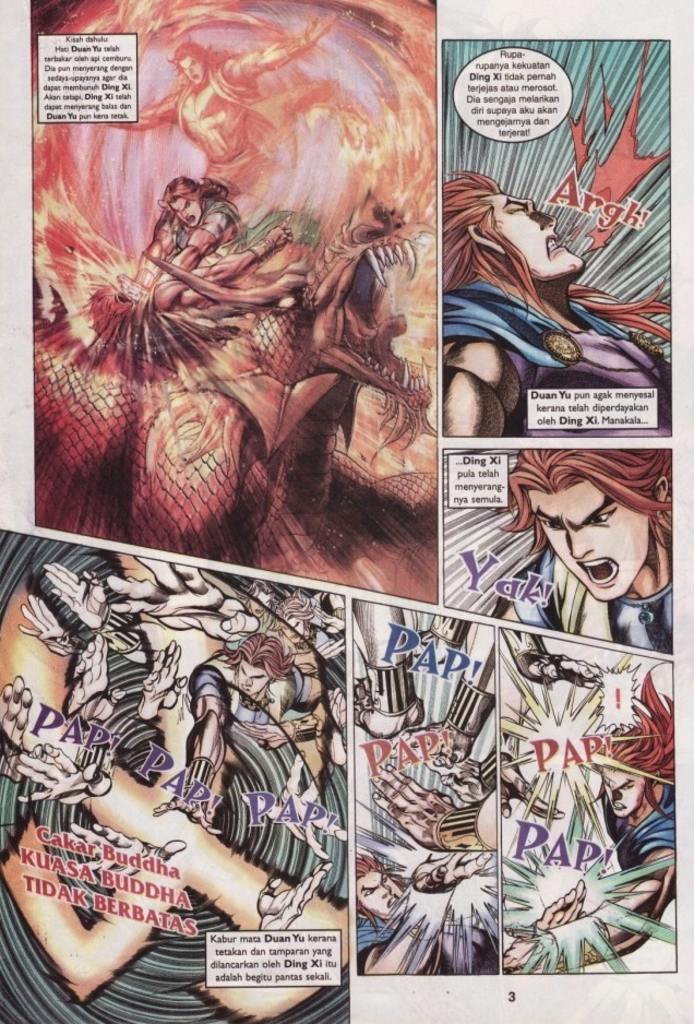 Kisah dahulu:
Hati Duan Yu telah
terbakar oleh api cemburu.
Dia pun menyerang dengan
sedaya-upayanya agar dia
dapat membunuh Ding Xi.
Akan tetapi, Ding Xi telah
dapat menyerang balas dan
Duan Yu pun kena tetak.
Rupa-
rupanya kekuatan
Ding Xi tidak pernah
terjejas atau merosot.
Dia sengaja melarikan
diri supaya aku akan
mengejarnya dan
terjerat!
Argh!
Duan Yu pun agak menyesal
kerana telah diperdayakan
oleh Ding Xi. Manakala...
...Ding Xi
pula telah
menyerang-
nya semula.
Yak!
PAP!
PAP!
PAP!
Cakar Buddha
KUASA BUDDHA
TIDAK BERBATAS
Kabur mata Duan Yu kerana
tetakan dan tamparan yang
dilancarkan oleh Ding Xi itu
adalah begitu pantas sekali.
PAP!
PAP!
!
PAP!
PAP!
3